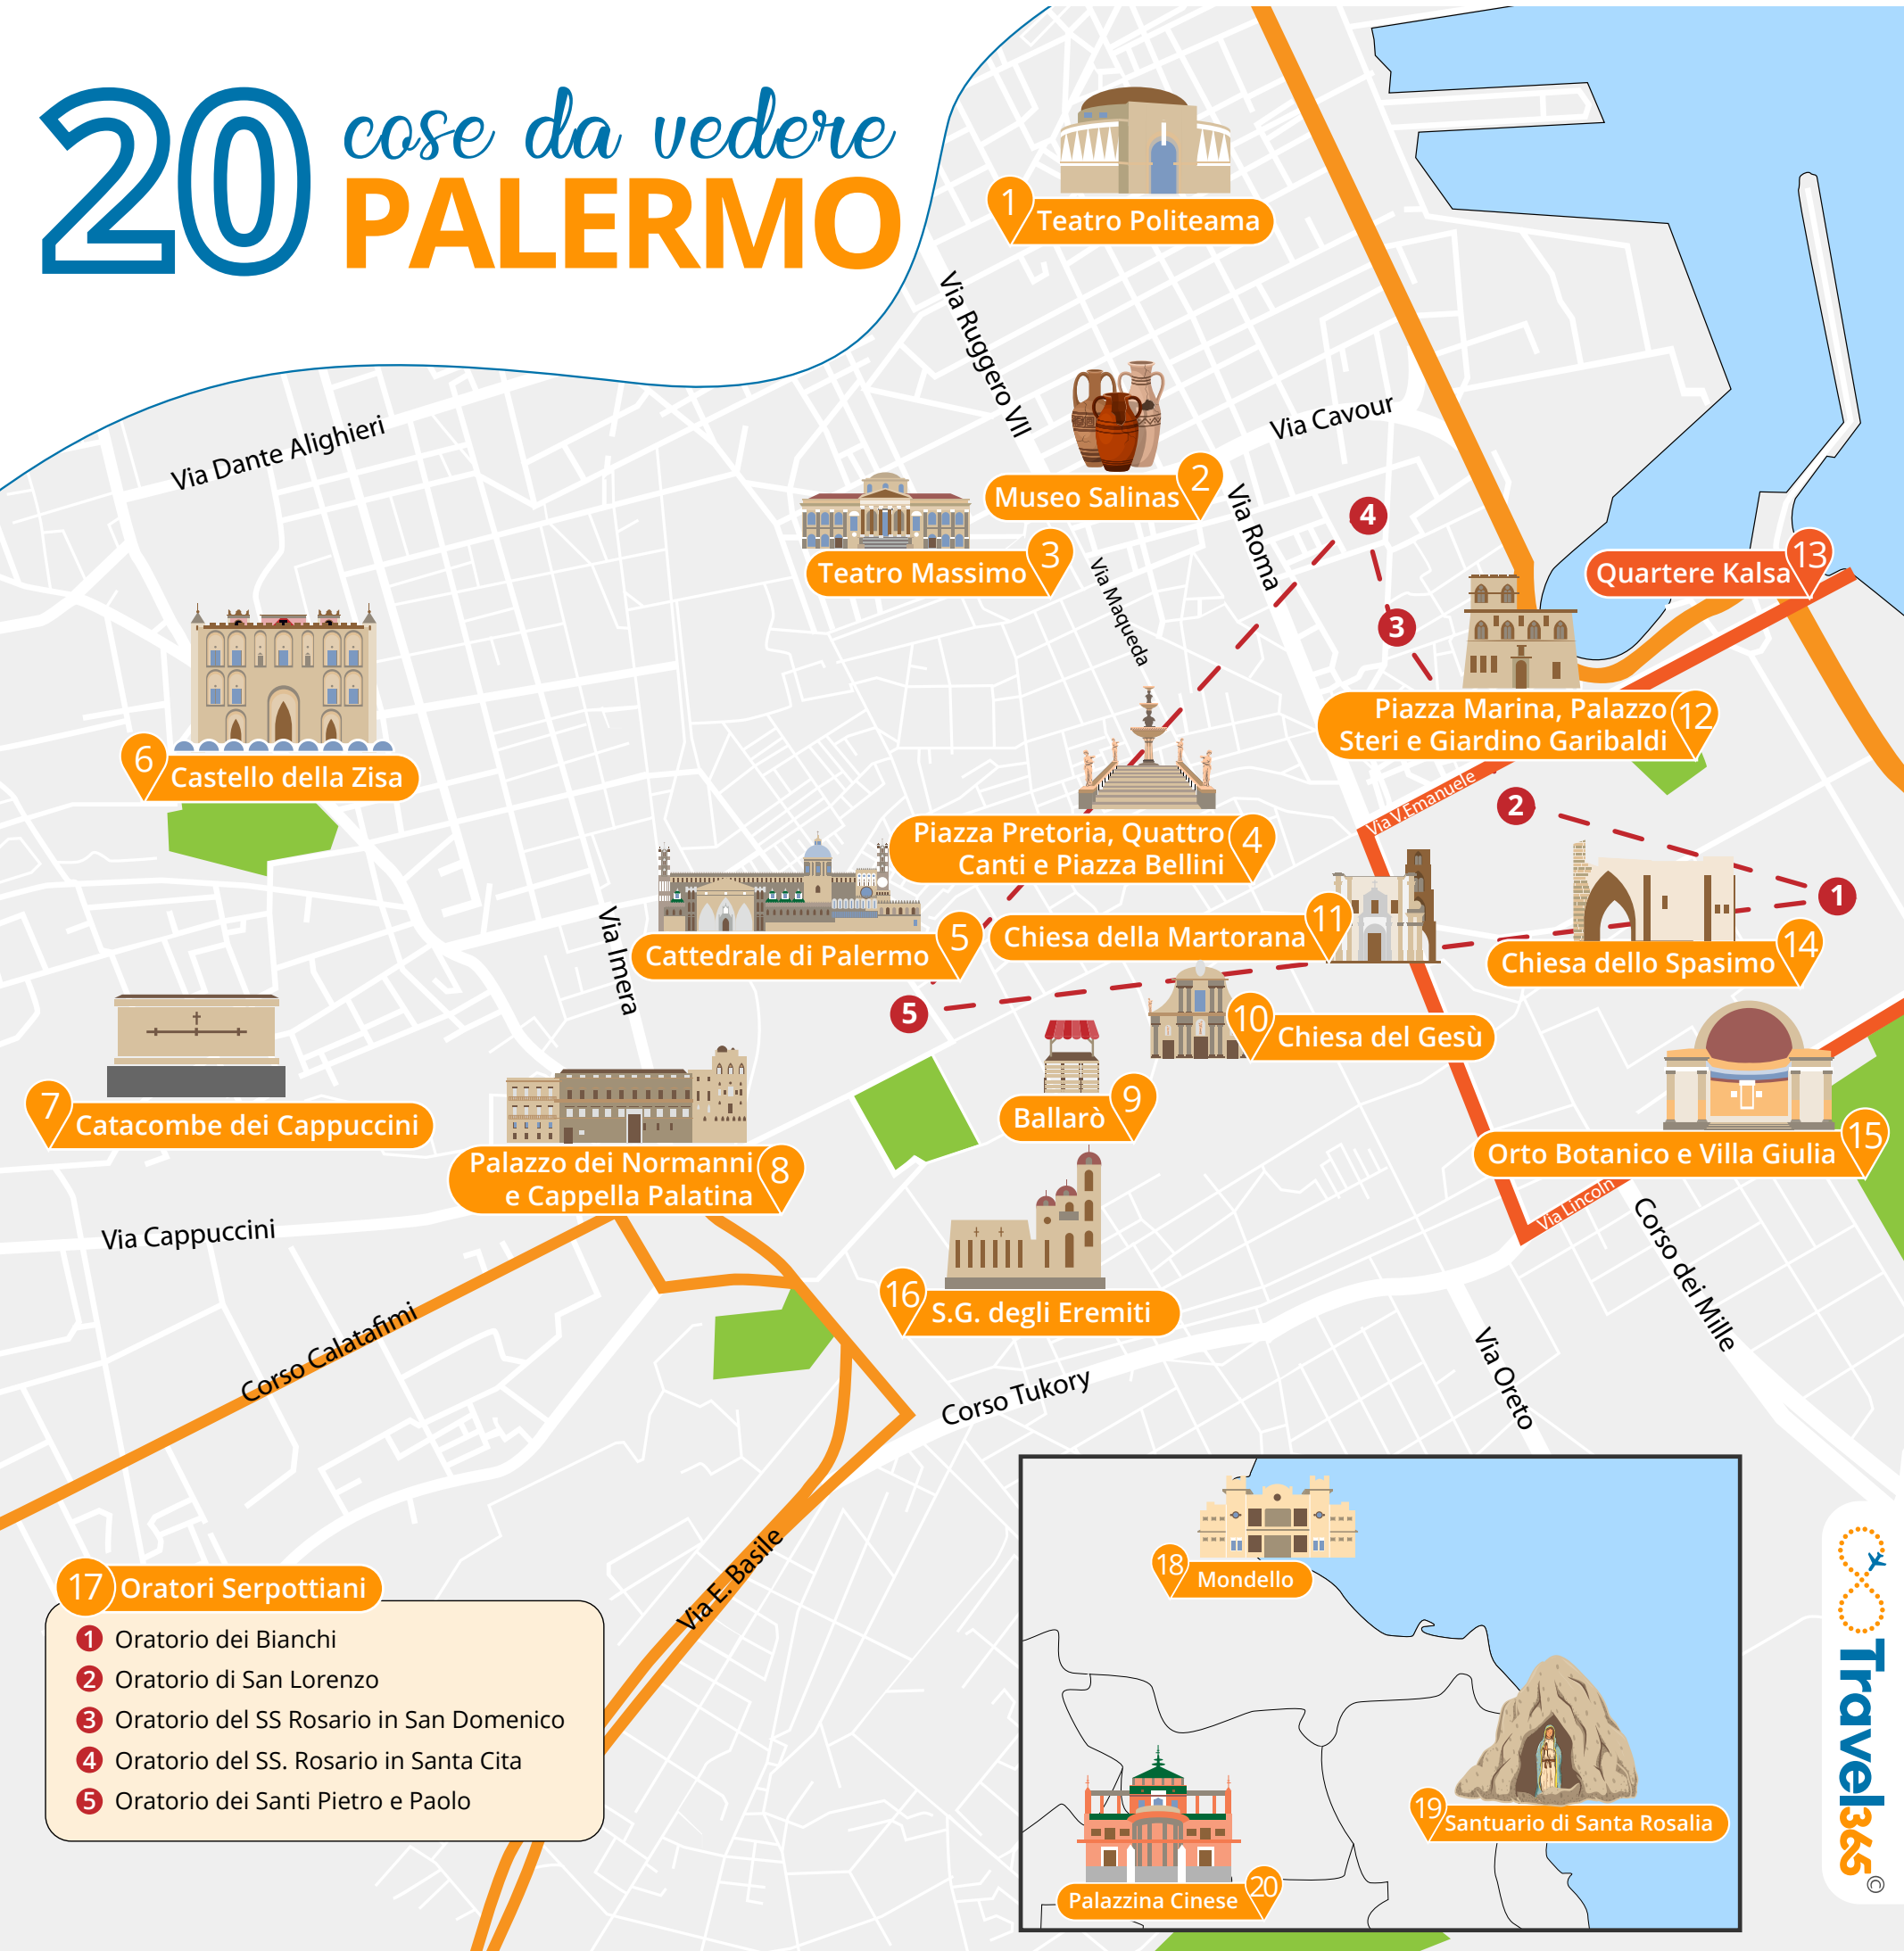 20 cose da vedere
PALERMO
1 Teatro Politeama
Via Ruggero VII
Via Cavour
Via Dante Alighieri
Museo Salinas 2
Via Roma
4
Teatro Massimo 3
Via Maqueda
Quartere Kalsa 13
3
6 Castello della Zisa
Piazza Marina, Palazzo
Steri e Giardino Garibaldi 12
Via V.Emanuele
2
Piazza Pretoria, Quattro
Canti e Piazza Bellini 4
1
Via Imera
Cattedrale di Palermo 5
Chiesa della Martorana 11
Chiesa dello Spasimo 14
5
10 Chiesa del Gesù
7 Catacombe dei Cappuccini
Ballarò 9
Palazzo dei Normanni
e Cappella Palatina 8
Orto Botanico e Villa Giulia 15
Via Lincoln
Via Cappuccini
Corso dei Mille
16 S.G. degli Eremiti
Corso Calatafimi
Corso Tukory
Via Oreto
Via E. Basile
17 Oratori Serpottiani
1 Oratorio dei Bianchi
2 Oratorio di San Lorenzo
3 Oratorio del SS Rosario in San Domenico
4 Oratorio del SS. Rosario in Santa Cita
5 Oratorio dei Santi Pietro e Paolo
18 Mondello
19 Santuario di Santa Rosalia
Palazzina Cinese 20
Travel365©